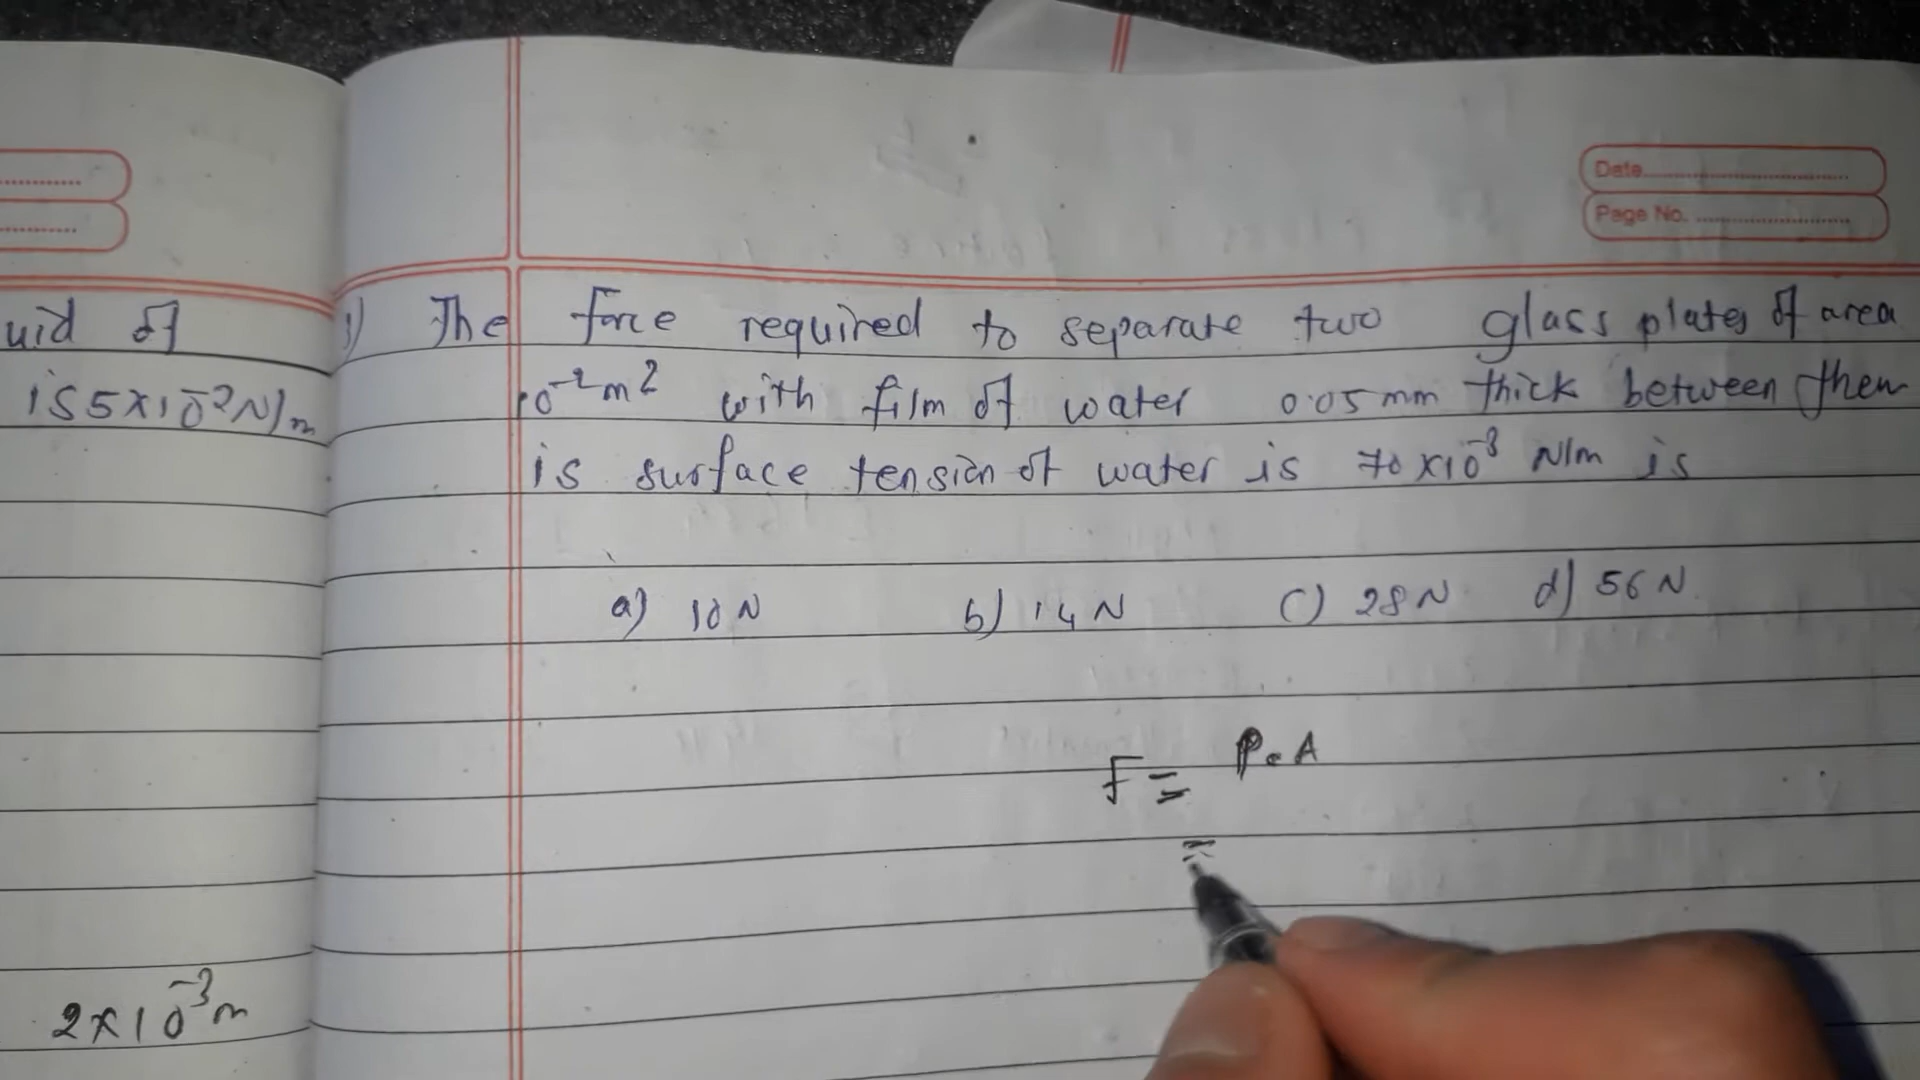 uid of
is 5×10⁻²N/m
2×10⁻³m
Date
Page No.
1) The force required to separate two glass plates of area
10⁻²m² with film of water 0.05mm thick between them
is surface tension of water is 70×10⁻³ N/m is
a) 10N b) 14N c) 28N d) 56N
F = P.A
=